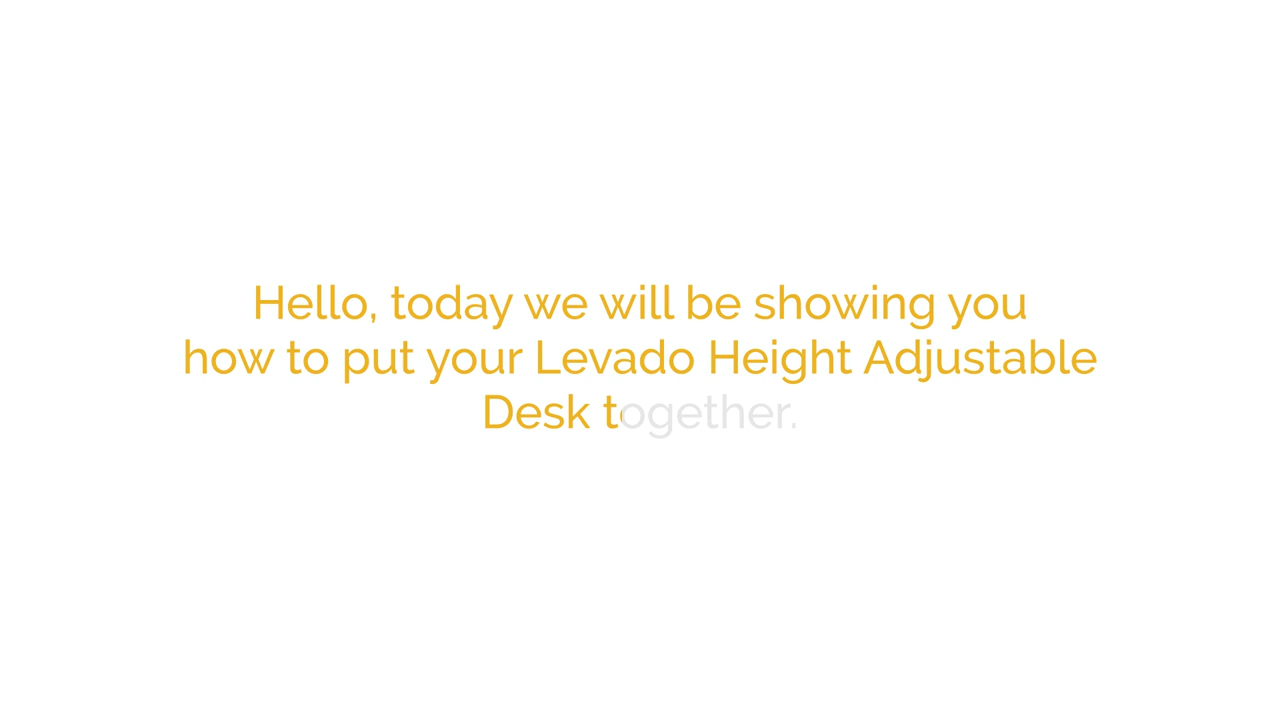 Hello, today we will be showing you
how to put your Levado Height Adjustable
Desk together.